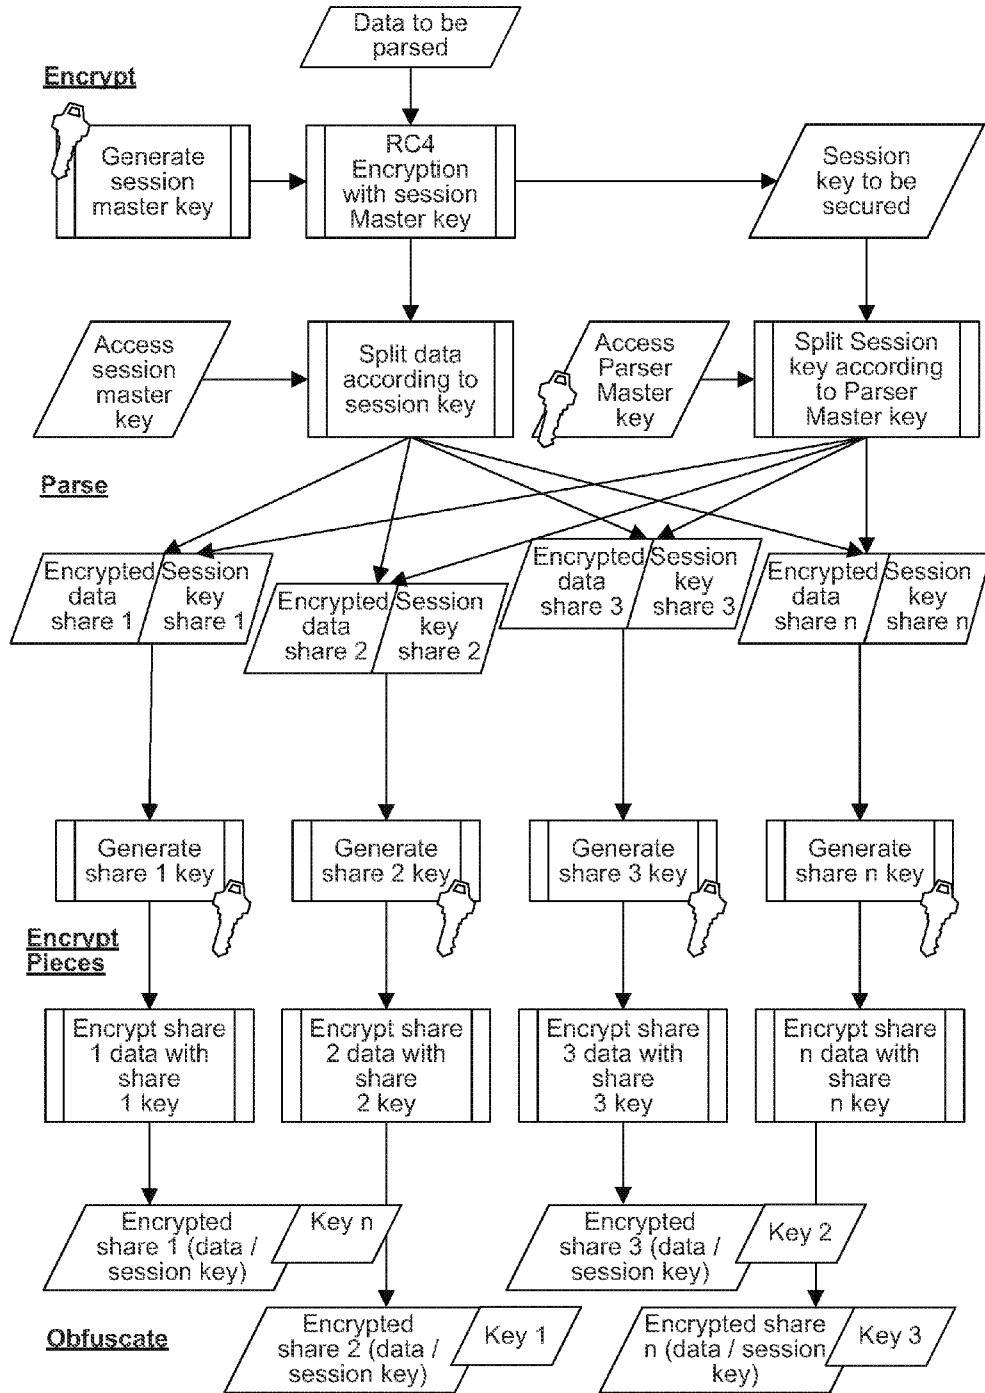 Data to be
parsed
Encrypt
Generate
session
master key
RC4
Encryption
with session
Master key
Session
key to be
secured
Access
session
master
key
Split data
according to
session key
Access
Parser
Master
key
Split Session
key according
to Parser
Master key
Parse
Encrypted
data
share 1
Session
key
share 1
Encrypted
data
share 2
Session
key
share 2
Encrypted
data
share 3
Session
key
share 3
Encrypted
data
share n
Session
key
share n
Generate
share 1 key
Generate
share 2 key
Generate
share 3 key
Generate
share n key
Encrypt
Pieces
Encrypt share
1 data with
share
1 key
Encrypt share
2 data with
share
2 key
Encrypt share
3 data with
share
3 key
Encrypt share
n data with
share
n key
Encrypted
share 1 (data /
session key)
Key n
Encrypted
share 3 (data /
session key)
Key 2
Obfuscate
Encrypted
share 2 (data /
session key)
Key 1
Encrypted share
n (data / session
key)
Key 3